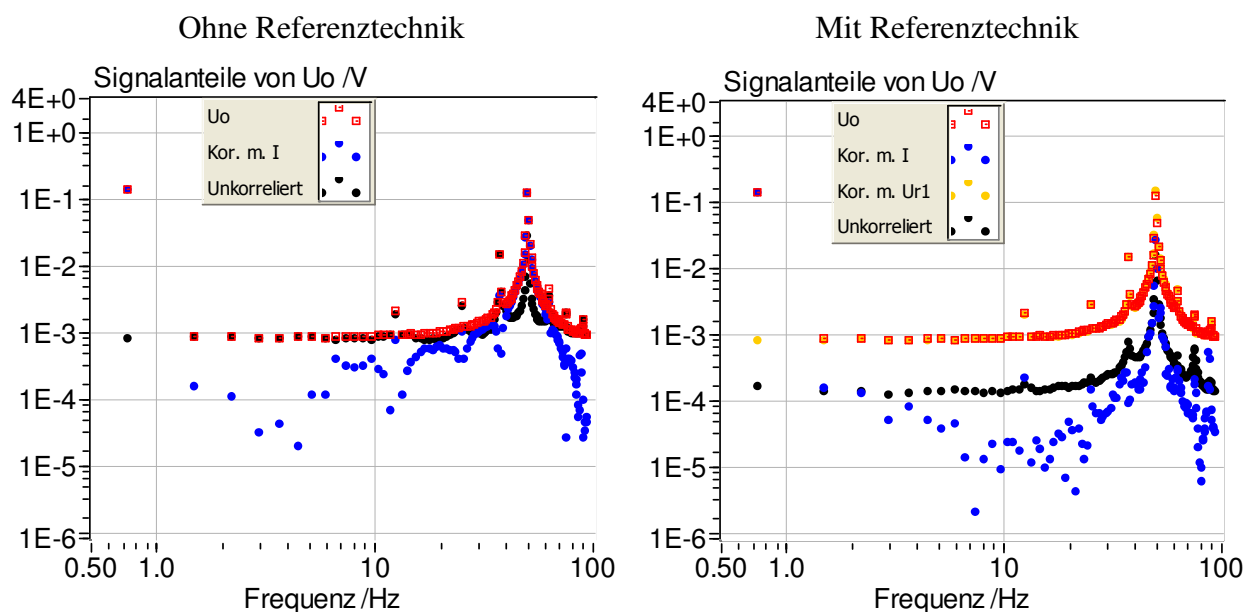 Ohne Referenztechnik
Signalanteile von Uo /V
4E+0
1E+0
1E-1
1E-2
1E-3
1E-4
1E-5
1E-6
Uo
Kor. m. I
Unkorreliert
0.50
1.0
10
100
Frequenz /Hz
Mit Referenztechnik
Signalanteile von Uo /V
4E+0
1E+0
1E-1
1E-2
1E-3
1E-4
1E-5
1E-6
Uo
Kor. m. I
Kor. m. Ur1
Unkorreliert
0.50
1.0
10
100
Frequenz /Hz